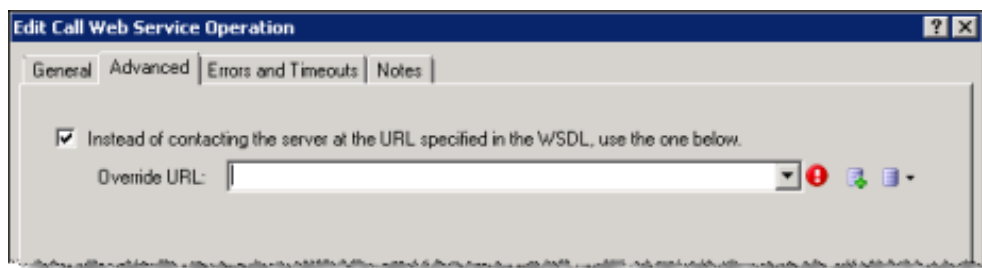 Edit Call Web Service Operation
General Advanced Errors and Timeouts Notes
Instead of contacting the server at the URL specified in the WSDL, use the one below.
Override URL: